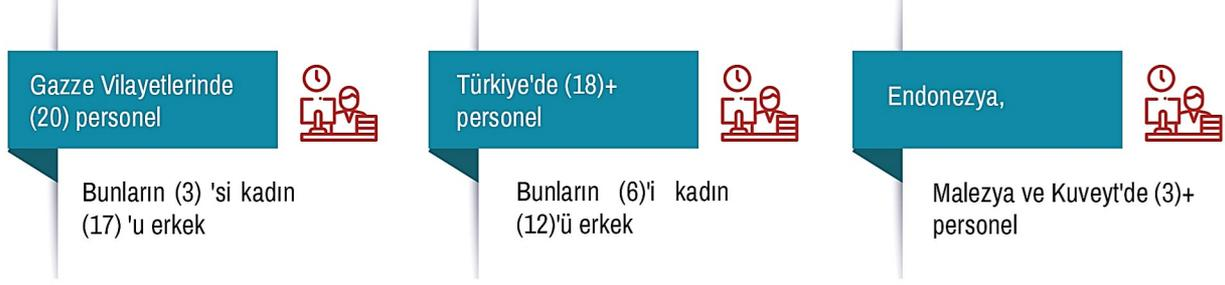 Gazze Vilayetlerinde
(20) personel
Bunların (3) 'si kadın
(17) 'u erkek
Türkiye'de (18)+
personel
Bunların (6)'i kadın
(12)'ü erkek
Endonezya,
Malezya ve Kuveyt'de (3)+
personel